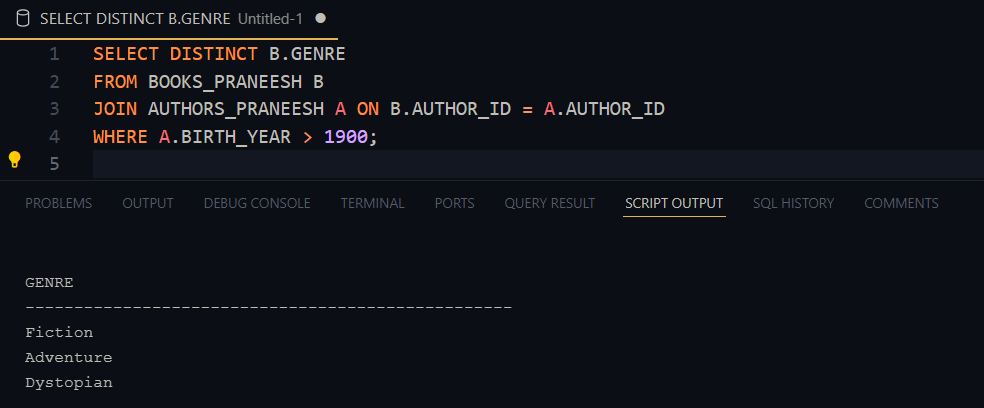 SELECT DISTINCT B.GENRE Untitled-1
1 SELECT DISTINCT B.GENRE
2 FROM BOOKS_PRANEESH B
3 JOIN AUTHORS_PRANEESH A ON B.AUTHOR_ID = A.AUTHOR_ID
4 WHERE A.BIRTH_YEAR > 1900;
5
PROBLEMS OUTPUT DEBUG CONSOLE TERMINAL PORTS QUERY RESULT SCRIPT OUTPUT SQL HISTORY COMMENTS
GENRE
--------------------------------------------------
Fiction
Adventure
Dystopian